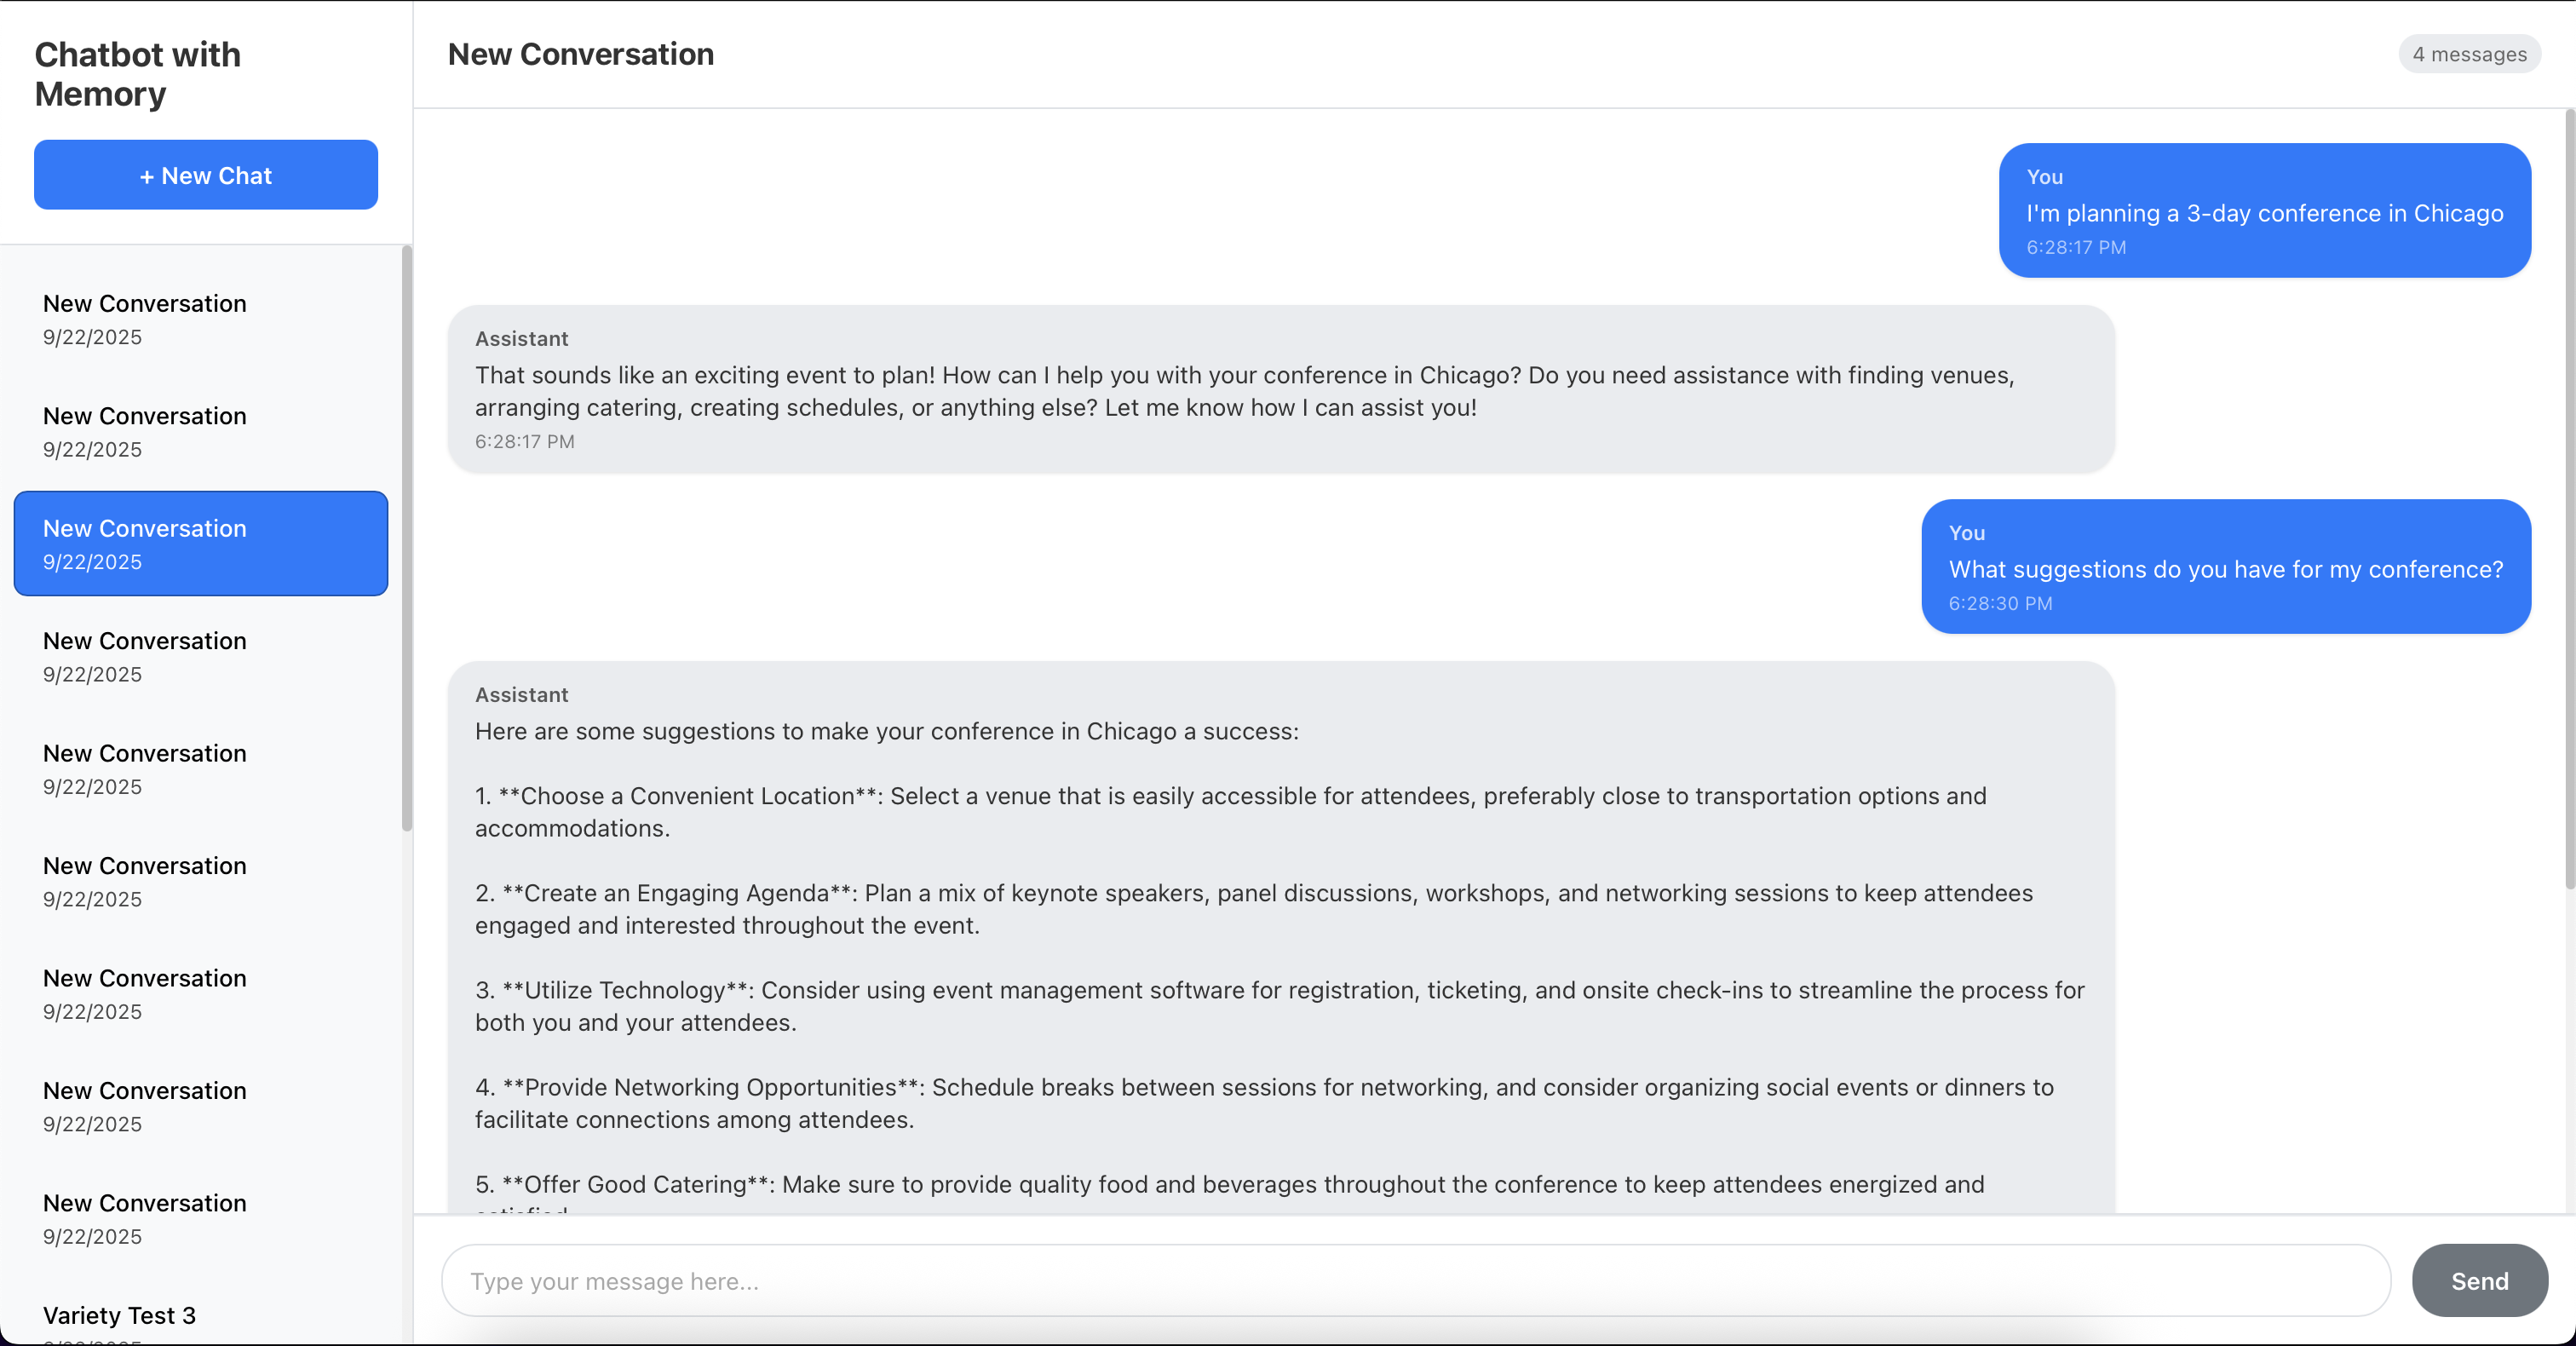 Chatbot with
Memory
+ New Chat
New Conversation
9/22/2025
New Conversation
9/22/2025
New Conversation
9/22/2025
New Conversation
9/22/2025
New Conversation
9/22/2025
New Conversation
9/22/2025
New Conversation
9/22/2025
New Conversation
9/22/2025
New Conversation
9/22/2025
Variety Test 3
New Conversation
4 messages
You
I'm planning a 3-day conference in Chicago
6:28:17 PM
Assistant
That sounds like an exciting event to plan! How can I help you with your conference in Chicago? Do you need assistance with finding venues,
arranging catering, creating schedules, or anything else? Let me know how I can assist you!
6:28:17 PM
You
What suggestions do you have for my conference?
6:28:30 PM
Assistant
Here are some suggestions to make your conference in Chicago a success:
1. **Choose a Convenient Location**: Select a venue that is easily accessible for attendees, preferably close to transportation options and
accommodations.
2. **Create an Engaging Agenda**: Plan a mix of keynote speakers, panel discussions, workshops, and networking sessions to keep attendees
engaged and interested throughout the event.
3. **Utilize Technology**: Consider using event management software for registration, ticketing, and onsite check-ins to streamline the process for
both you and your attendees.
4. **Provide Networking Opportunities**: Schedule breaks between sessions for networking, and consider organizing social events or dinners to
facilitate connections among attendees.
5. **Offer Good Catering**: Make sure to provide quality food and beverages throughout the conference to keep attendees energized and
Type your message here...
Send